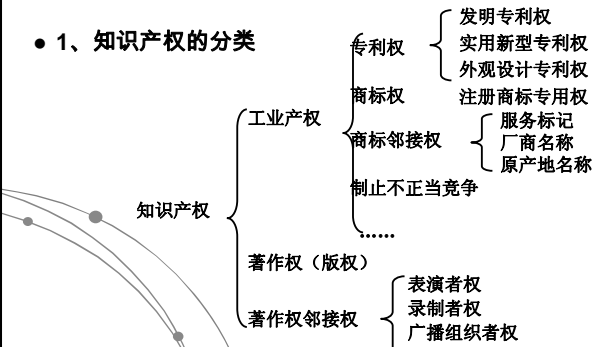 ● 1、知识产权的分类
发明专利权
专利权
实用新型专利权
外观设计专利权
商标权
注册商标专用权
工业产权
服务标记
商标邻接权
厂商名称
原产地名称
制止不正当竞争
知识产权
……
著作权（版权）
表演者权
录制者权
著作权邻接权
广播组织者权